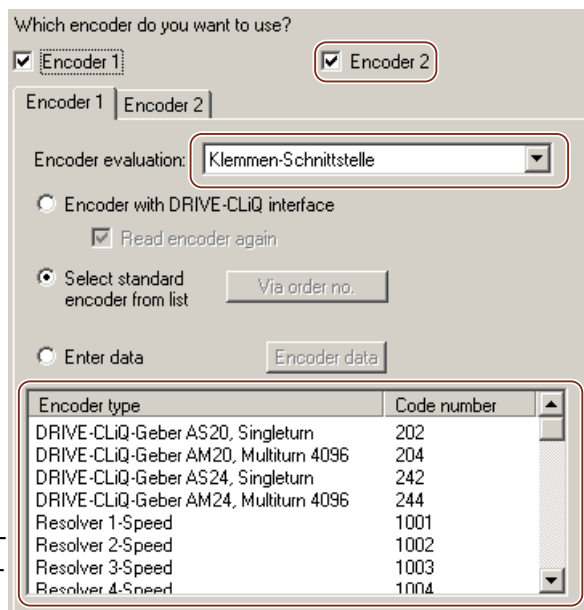 Which encoder do you want to use?
Encoder 1 Encoder 2
Encoder 1 Encoder 2
Encoder evaluation: Klemmen-Schnittstelle
Encoder with DRIVE-CLiQ interface
Read encoder again
Select standard
encoder from list
Via order no.
Enter data Encoder data
Encoder type Code number
DRIVE-CLiQ-Geber AS20, Singleturn 202
DRIVE-CLiQ-Geber AM20, Multiturn 4096 204
DRIVE-CLiQ-Geber AS24, Singleturn 242
DRIVE-CLiQ-Geber AM24, Multiturn 4096 244
Resolver 1-Speed 1001
Resolver 2-Speed 1002
Resolver 3-Speed 1003
Resolver 4-Speed 1004